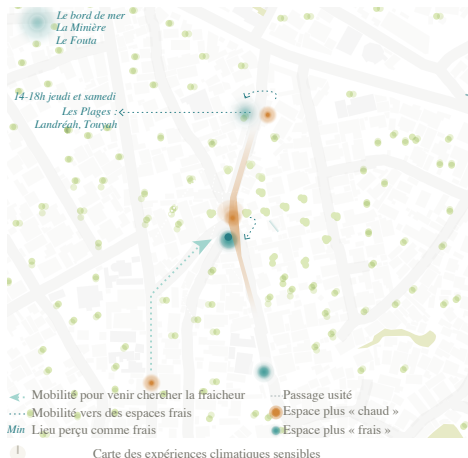 Le bord de mer
La Minière
Le Fouta
14-18h jeudi et samedi
Les Plages :
Landréah, Touyah
Mobilité pour venir chercher la fraicheur
Passage usité
Mobilité vers des espaces frais
Espace plus « chaud »
Min Lieu perçu comme frais
Espace plus « frais »
Carte des expériences climatiques sensibles